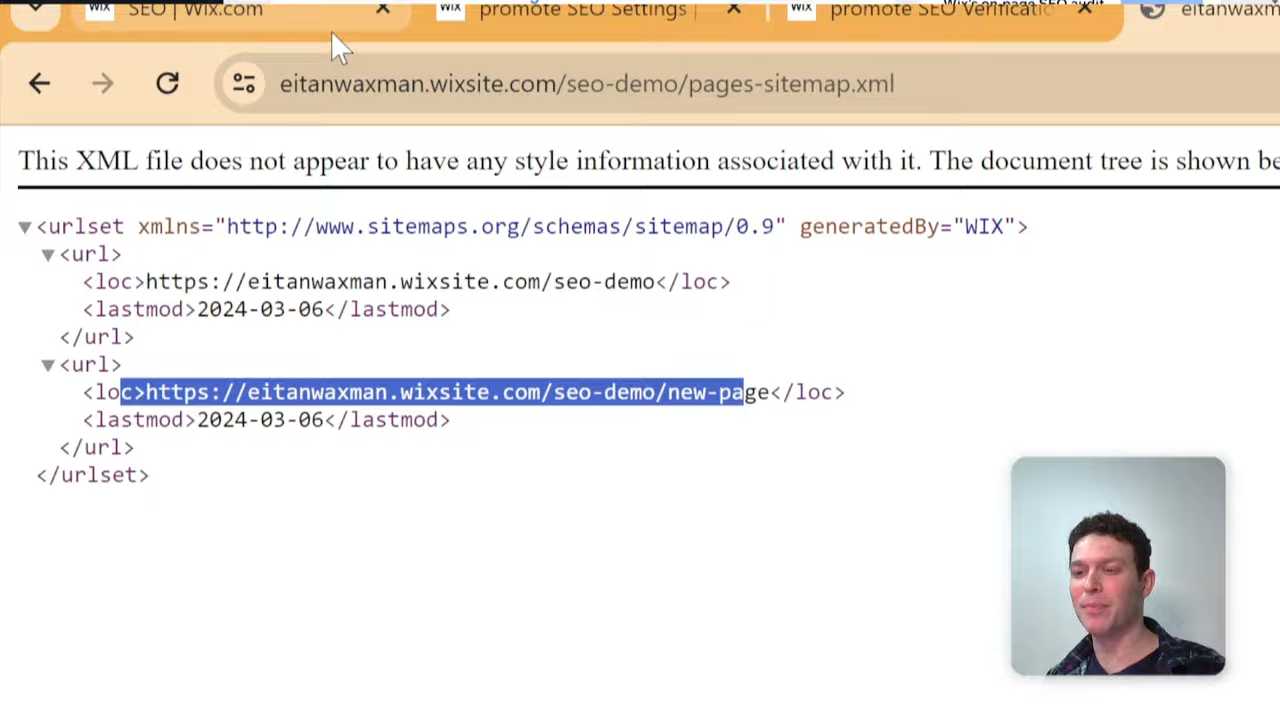 WIX SEO | Wix.com
WIX promote SEO Settings |
WIX promote SEO Verificatic
eitanwaxm
eitanwaxman.wixsite.com/seo-demo/pages-sitemap.xml
This XML file does not appear to have any style information associated with it. The document tree is shown be
<urlset xmlns="http://www.sitemaps.org/schemas/sitemap/0.9" generatedBy="WIX">
<url>
<loc>https://eitanwaxman.wixsite.com/seo-demo</loc>
<lastmod>2024-03-06</lastmod>
</url>
<url>
<loc>https://eitanwaxman.wixsite.com/seo-demo/new-page</loc>
<lastmod>2024-03-06</lastmod>
</url>
</urlset>